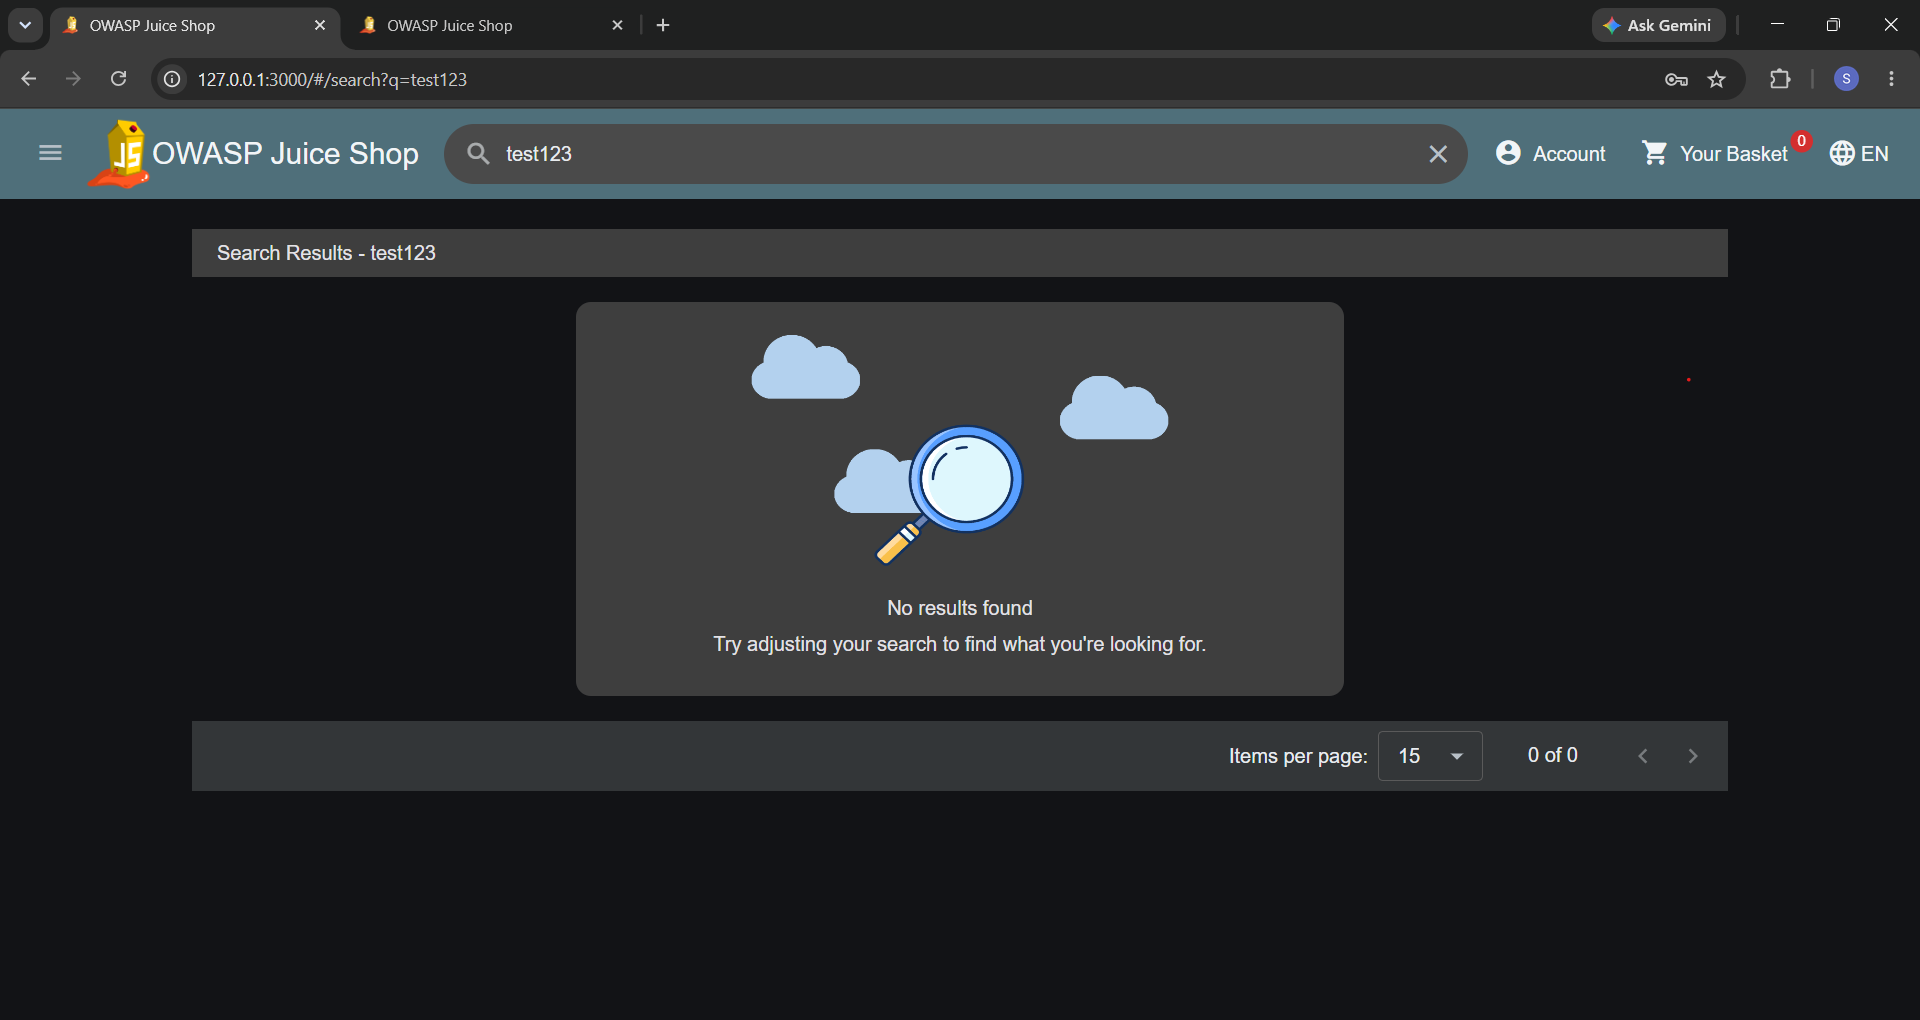 OWASP Juice Shop
OWASP Juice Shop
Ask Gemini
127.0.0.1:3000/#/search?q=test123
S
JS
OWASP Juice Shop
test123
Account
Your Basket
0
EN
Search Results - test123
No results found
Try adjusting your search to find what you're looking for.
Items per page:
15
0 of 0